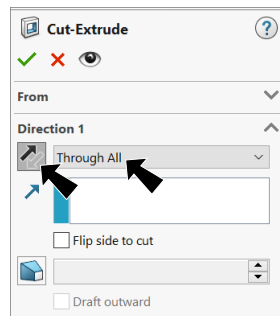 Cut-Extrude
?
From
Direction 1
Through All
Flip side to cut
Draft outward